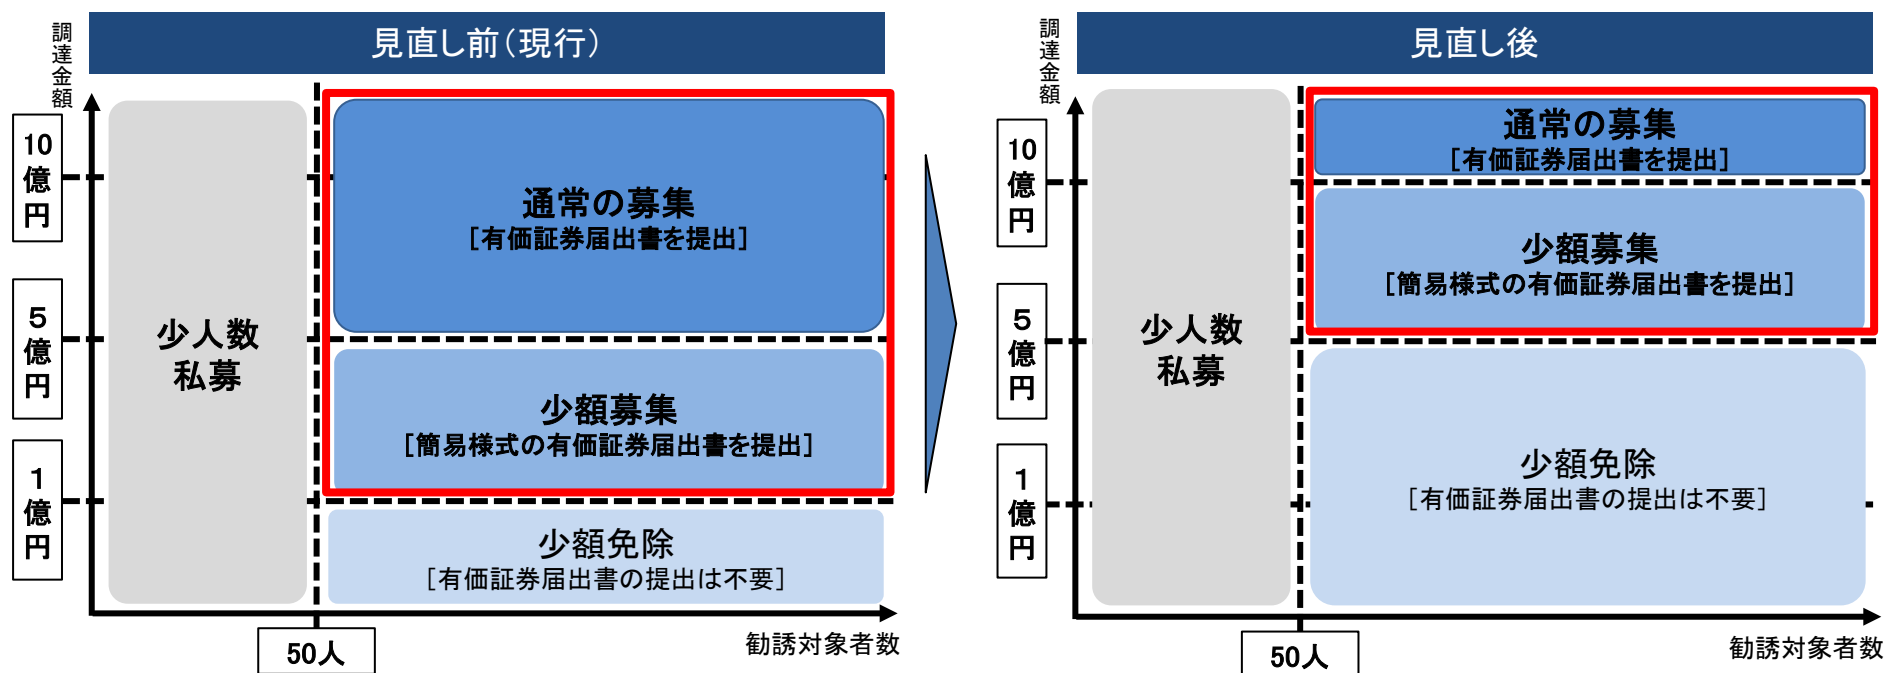 見直し前（現行）
調達金額
10億円
5億円
1億円
少人数
私募
通常の募集
［有価証券届出書を提出］
少額募集
［簡易様式の有価証券届出書を提出］
少額免除
［有価証券届出書の提出は不要］
50人
勧誘対象者数
見直し後
調達金額
10億円
5億円
1億円
少人数
私募
通常の募集
［有価証券届出書を提出］
少額募集
［簡易様式の有価証券届出書を提出］
少額免除
［有価証券届出書の提出は不要］
50人
勧誘対象者数